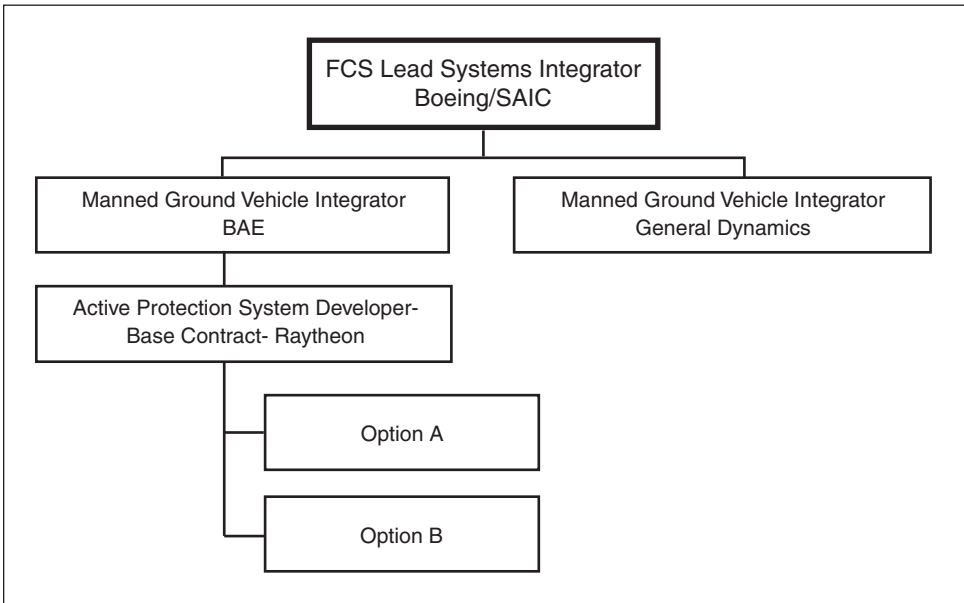 FCS Lead Systems Integrator
Boeing/SAIC
Manned Ground Vehicle Integrator
BAE
Manned Ground Vehicle Integrator
General Dynamics
Active Protection System Developer-
Base Contract- Raytheon
Option A
Option B